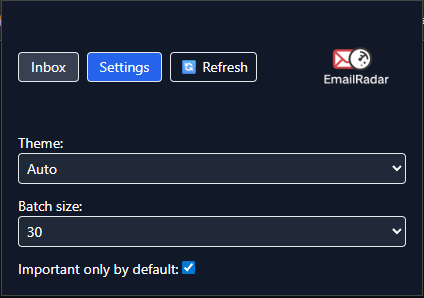 Inbox
Settings
Refresh
EmailRadar
Theme:
Auto
Batch size:
30
Important only by default: